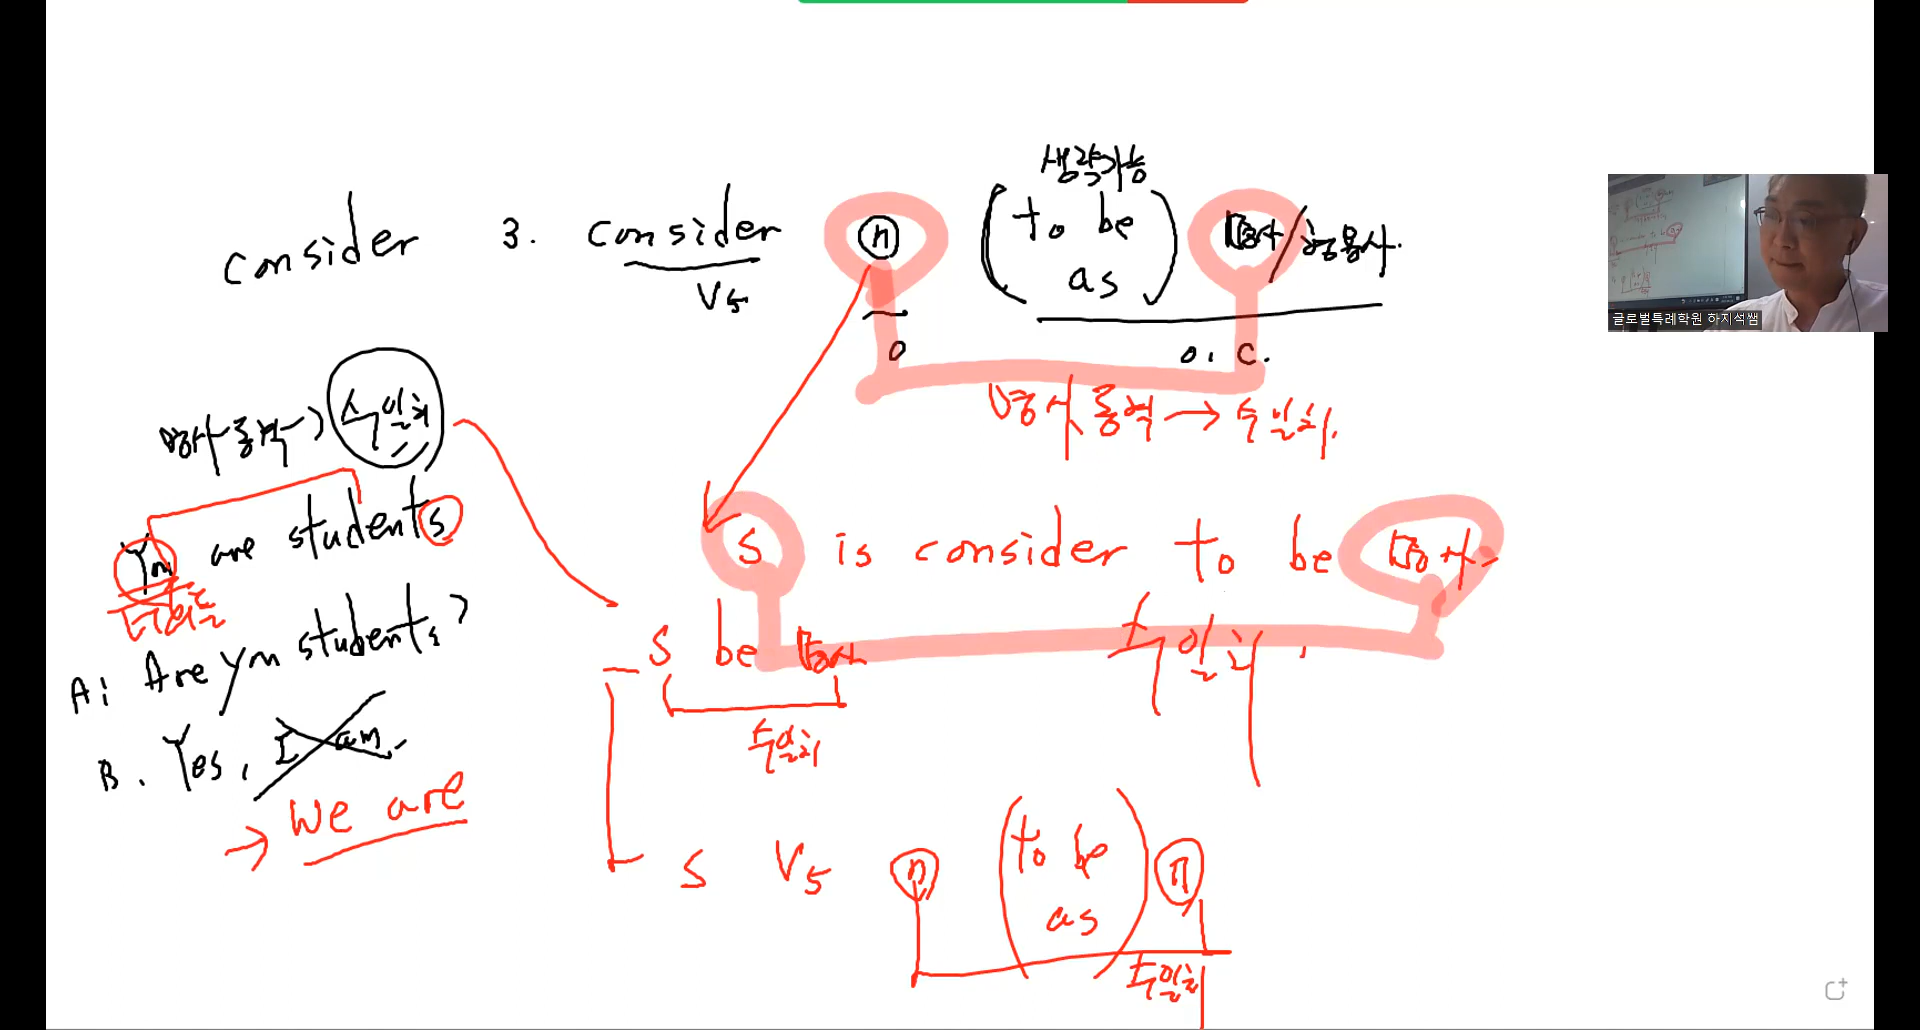 생략가능
consider 3. consider n (to be as) 명사/형용사.
V5
o o.c.
명사 동격 → 수일치.
명사동격 → 수일치
You are students
너희들
A: Are you students?
B. Yes, I am.
→ We are
s is consider to be 명사
수일치
s be 명사
수일치
s V5 n (to be as) n
수일치
글로벌특례학원 하지석쌤